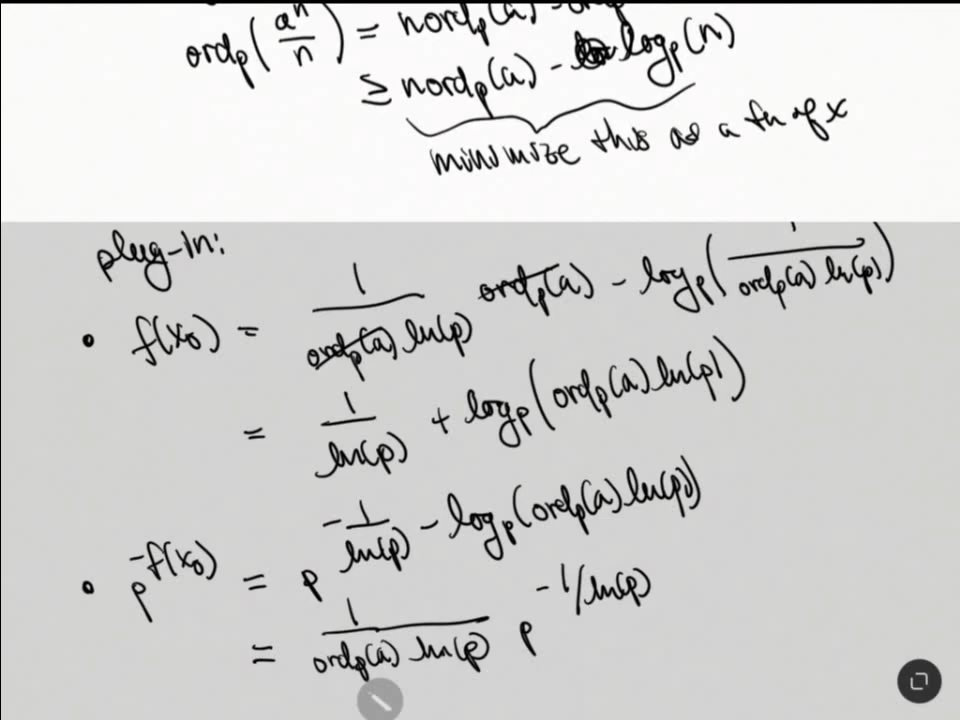 ordp(aⁿ/n) = nordp(a) -
≥ nordp(a) - logp(n)
minimize this as a fn of x
plug-in:
• f(x₀) = 1/(ordp(a) ln(p)) ordp(a) - logp(1/(ordp(a) ln(p)))
= 1/ln(p) + logp(ordp(a) ln(p))
• p^(-f(x₀)) = p^(-1/ln(p) - logp(ordp(a) ln(p)))
= 1/(ordp(a) ln(p)) p^(-1/ln(p))